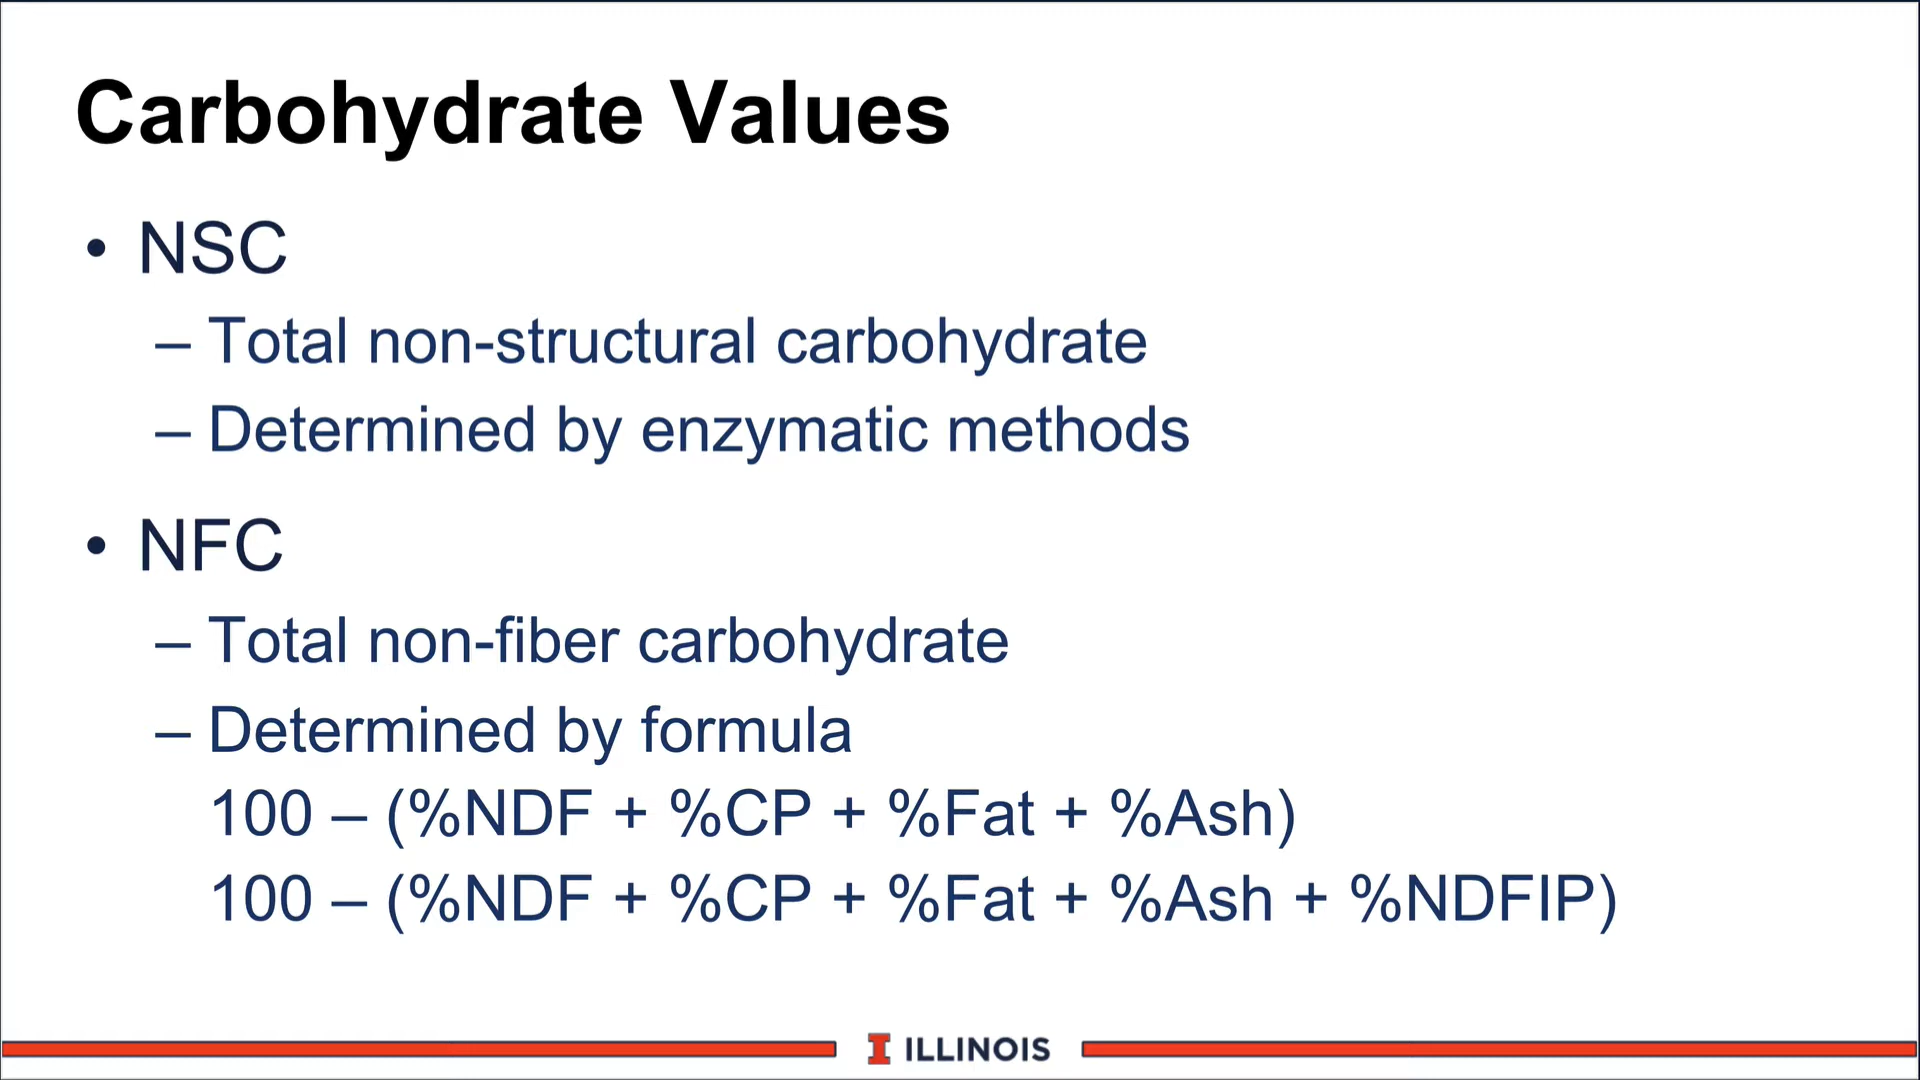 Carbohydrate Values
• NSC
– Total non-structural carbohydrate
– Determined by enzymatic methods
• NFC
– Total non-fiber carbohydrate
– Determined by formula
100 – (%NDF + %CP + %Fat + %Ash)
100 – (%NDF + %CP + %Fat + %Ash + %NDFIP)
I ILLINOIS